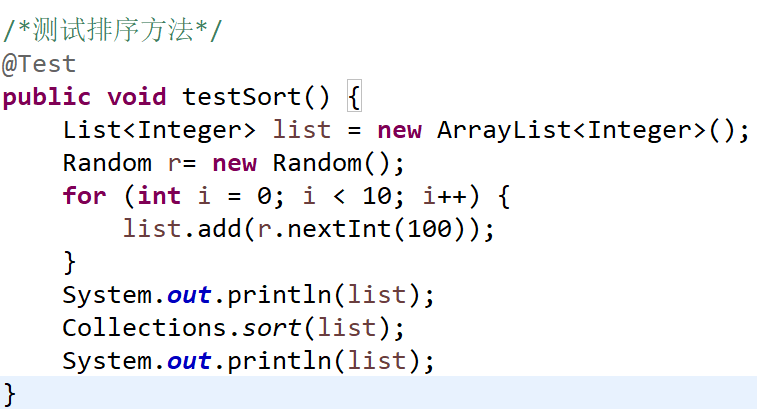 /*测试排序方法*/
@Test
public void testSort() {
    List<Integer> list = new ArrayList<Integer>();
    Random r= new Random();
    for (int i = 0; i < 10; i++) {
        list.add(r.nextInt(100));
    }
    System.out.println(list);
    Collections.sort(list);
    System.out.println(list);
}